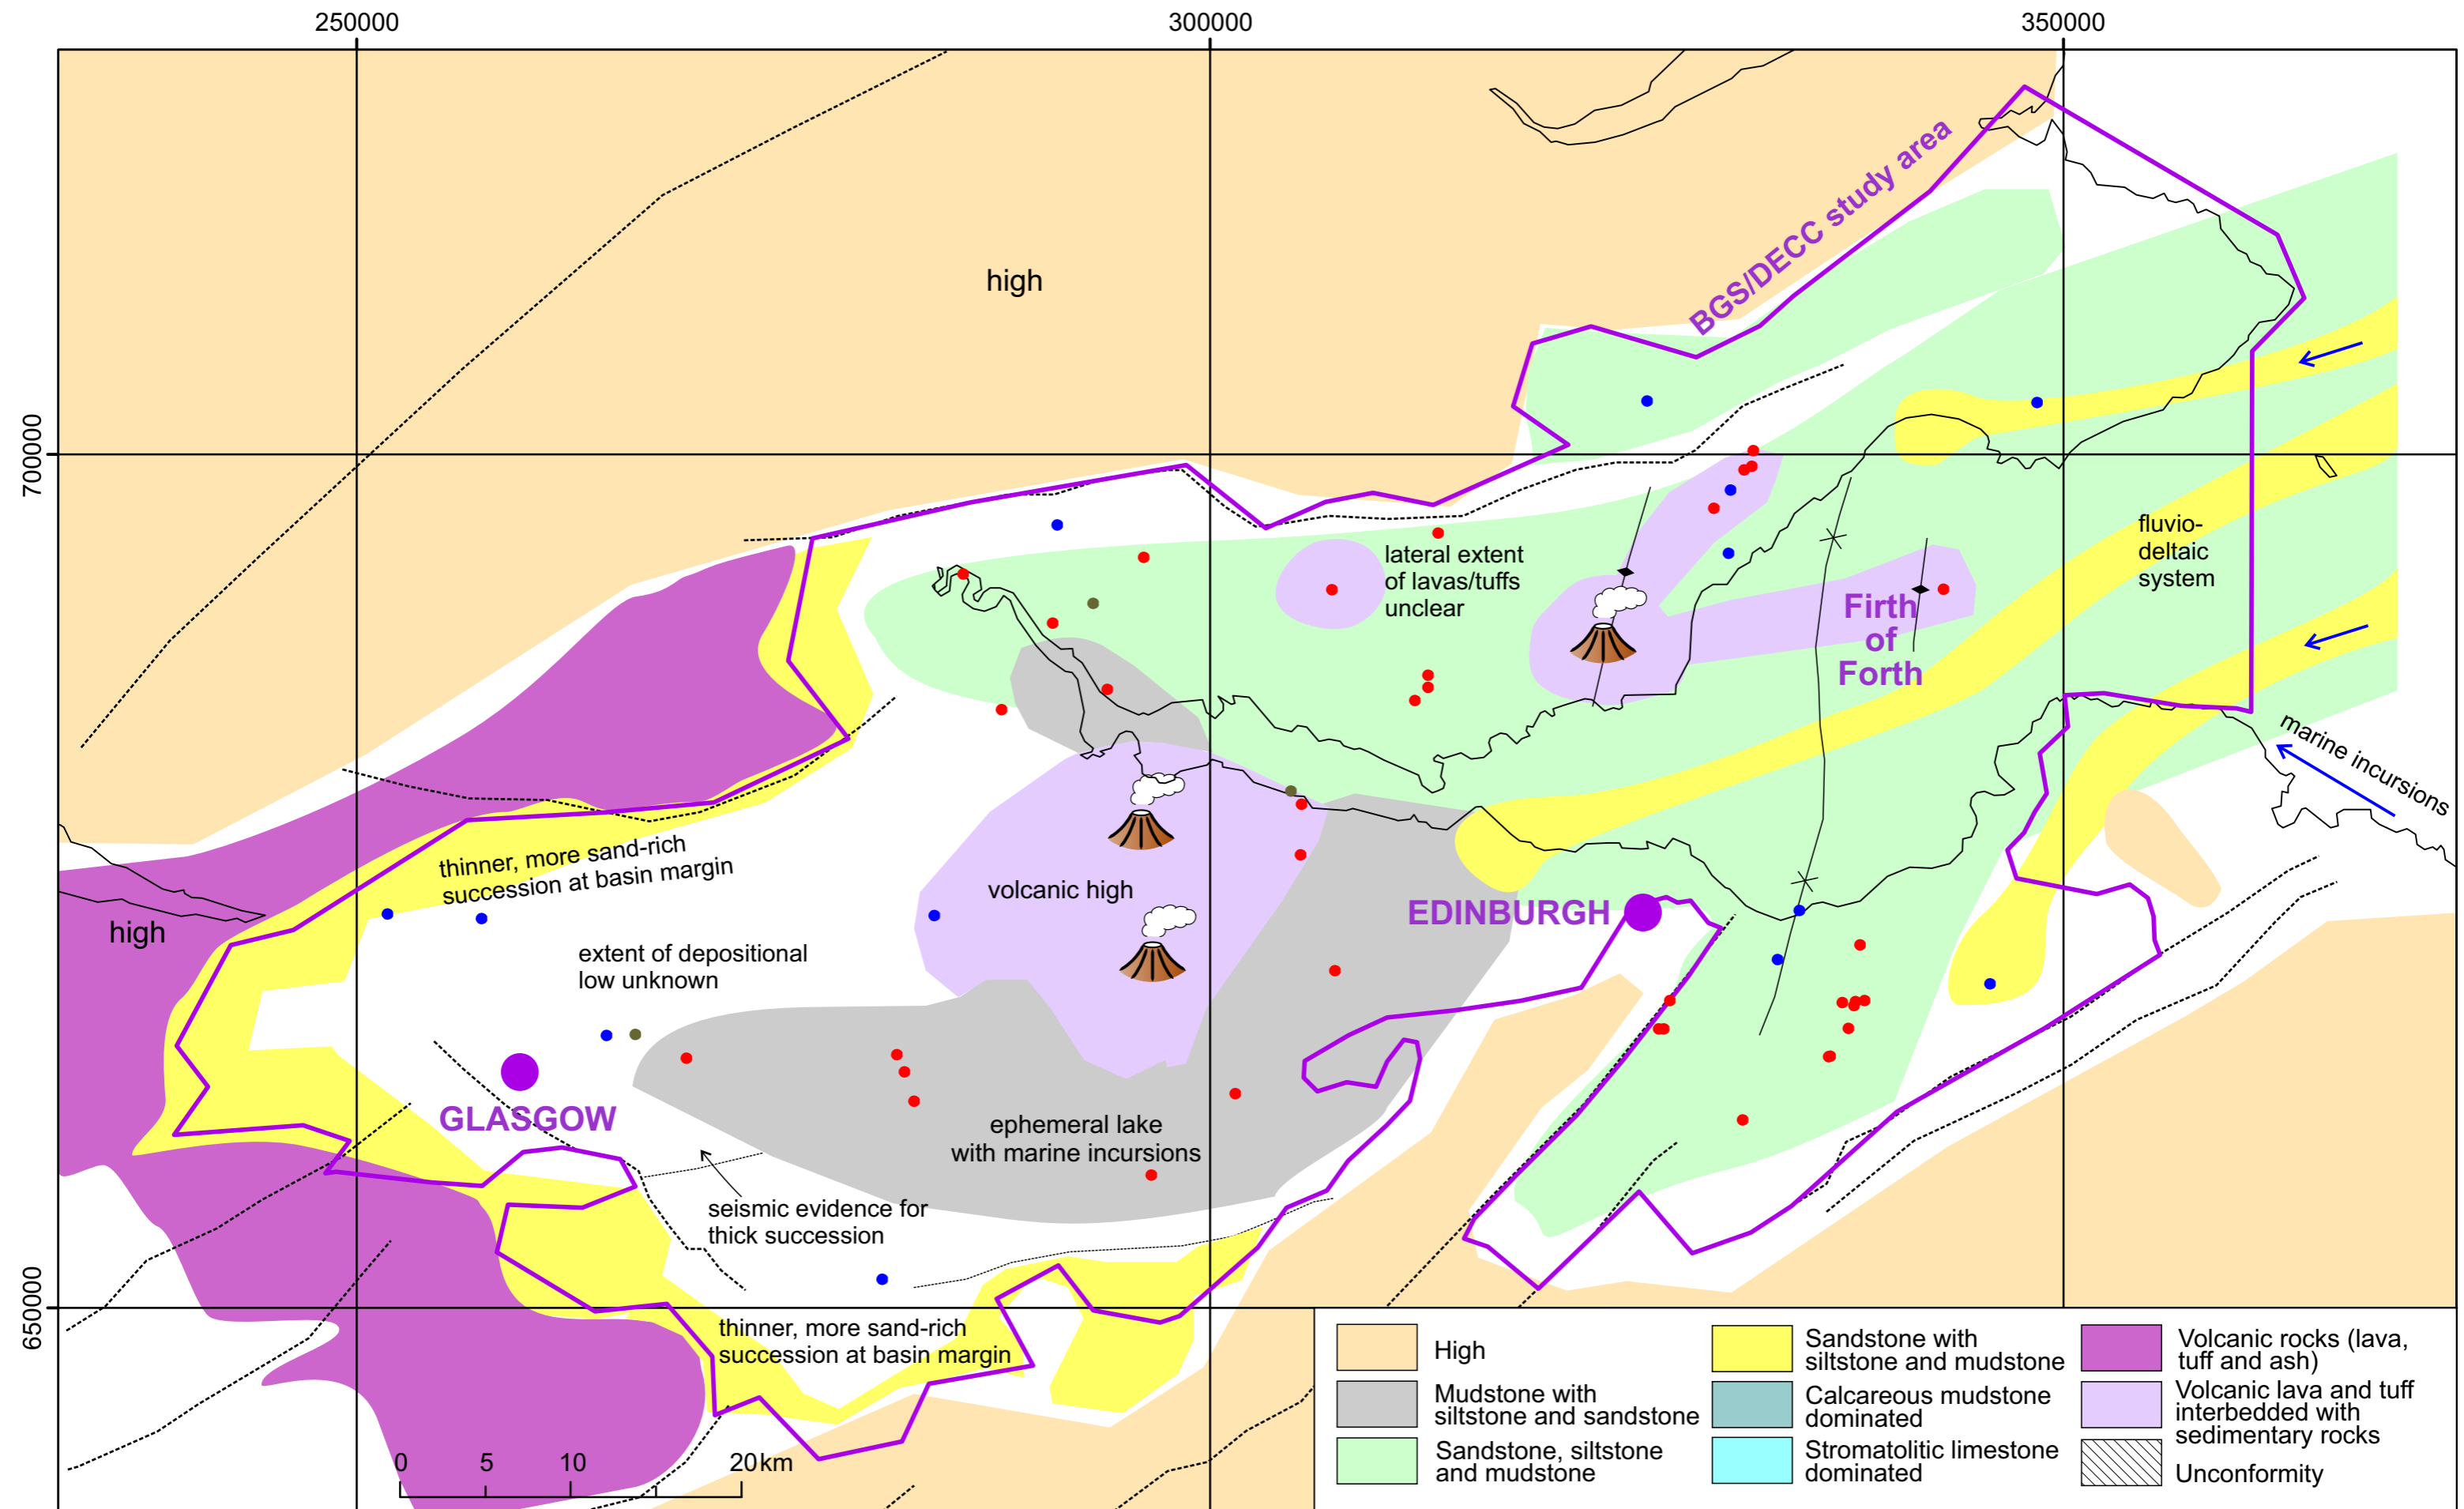 250000
300000
350000
700000
650000
high
BGS/DECC study area
lateral extent
of lavas/tuffs
unclear
fluvio-
deltaic
system
Firth
of
Forth
marine incursions
thinner, more sand-rich
succession at basin margin
volcanic high
high
EDINBURGH
extent of depositional
low unknown
GLASGOW
ephemeral lake
with marine incursions
seismic evidence for
thick succession
thinner, more sand-rich
succession at basin margin
0 5 10 20km
High
Mudstone with
siltstone and sandstone
Sandstone, siltstone
and mudstone
Sandstone with
siltstone and mudstone
Calcareous mudstone
dominated
Stromatolitic limestone
dominated
Volcanic rocks (lava,
tuff and ash)
Volcanic lava and tuff
interbedded with
sedimentary rocks
Unconformity